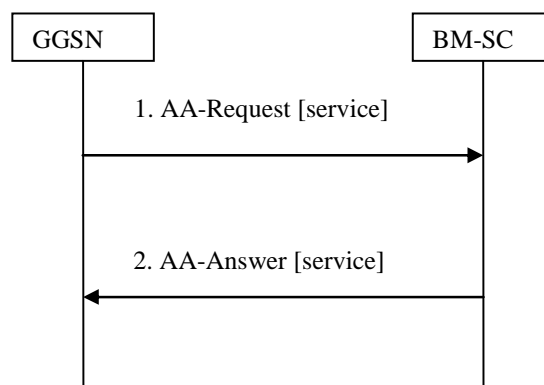 GGSN
BM-SC
1. AA-Request [service]
2. AA-Answer [service]